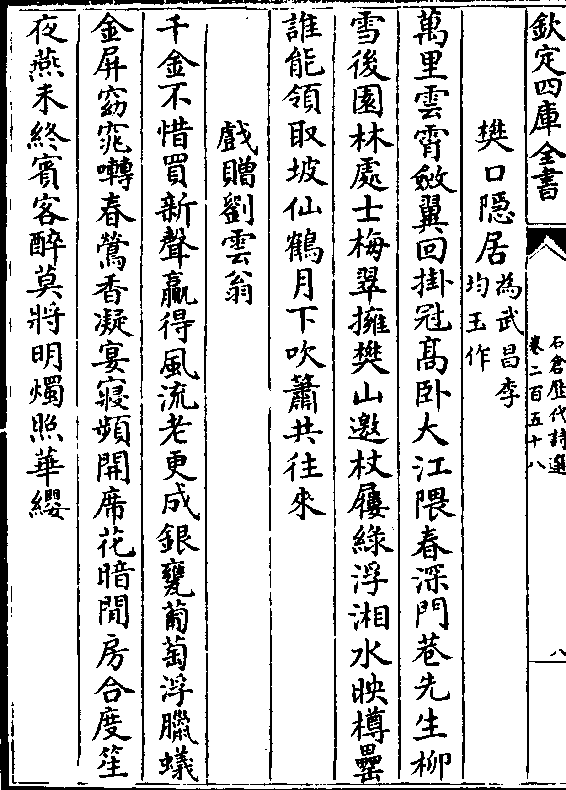 欽定四庫全書
石倉歷代詩選
卷二百五十八
八
樊口隱居為武昌李均玉作
萬里雲霄斂翼回掛冠高卧大江隈春深門巷先生柳
雪後園林處士梅翠擁樊山邀杖屨綠浮湘水映樽罍
誰能領取坡仙鶴月下吹簫共往來
戲贈劉雲翁
千金不惜買新聲贏得風流老更成銀甕葡萄浮臘蟻
金屏窈窕囀春鶯香凝宴寢頻開席花暗閒房合度笙
夜燕未終賓客醉莫將明燭照華纓